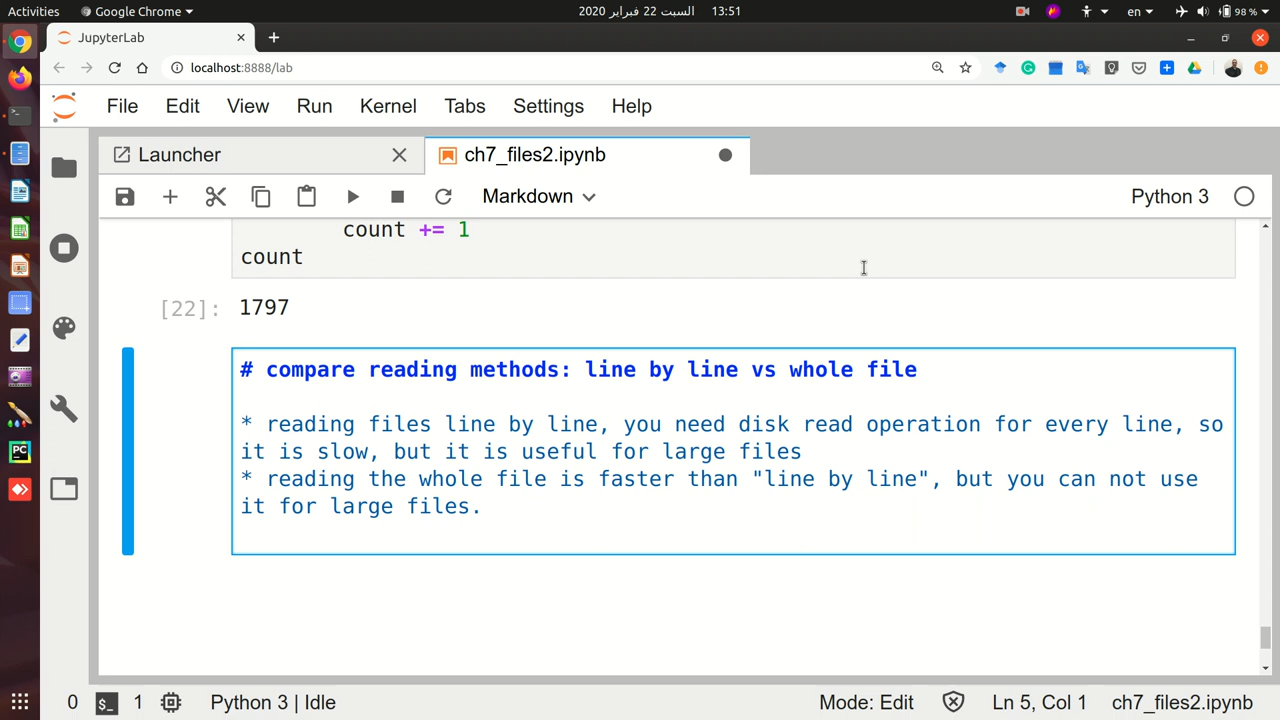 Activities Google Chrome السبت 22 فبراير 2020 13:51 en 98 %
JupyterLab
localhost:8888/lab
File Edit View Run Kernel Tabs Settings Help
Launcher ch7_files2.ipynb
Markdown Python 3
count += 1
count
[22]: 1797
# compare reading methods: line by line vs whole file
* reading files line by line, you need disk read operation for every line, so
it is slow, but it is useful for large files
* reading the whole file is faster than "line by line", but you can not use
it for large files.
0 $_ 1 Python 3 | Idle Mode: Edit Ln 5, Col 1 ch7_files2.ipynb
PC